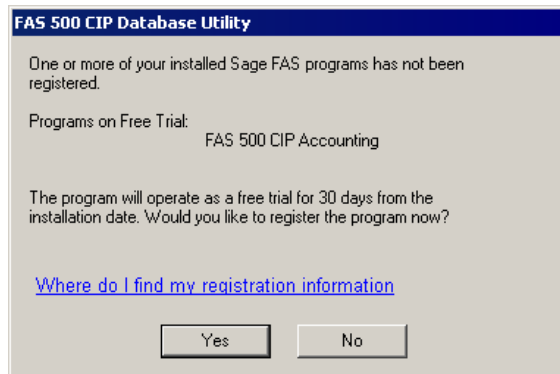 FAS 500 CIP Database Utility
One or more of your installed Sage FAS programs has not been
registered.
Programs on Free Trial:
FAS 500 CIP Accounting
The program will operate as a free trial for 30 days from the
installation date. Would you like to register the program now?
Where do I find my registration information
Yes No